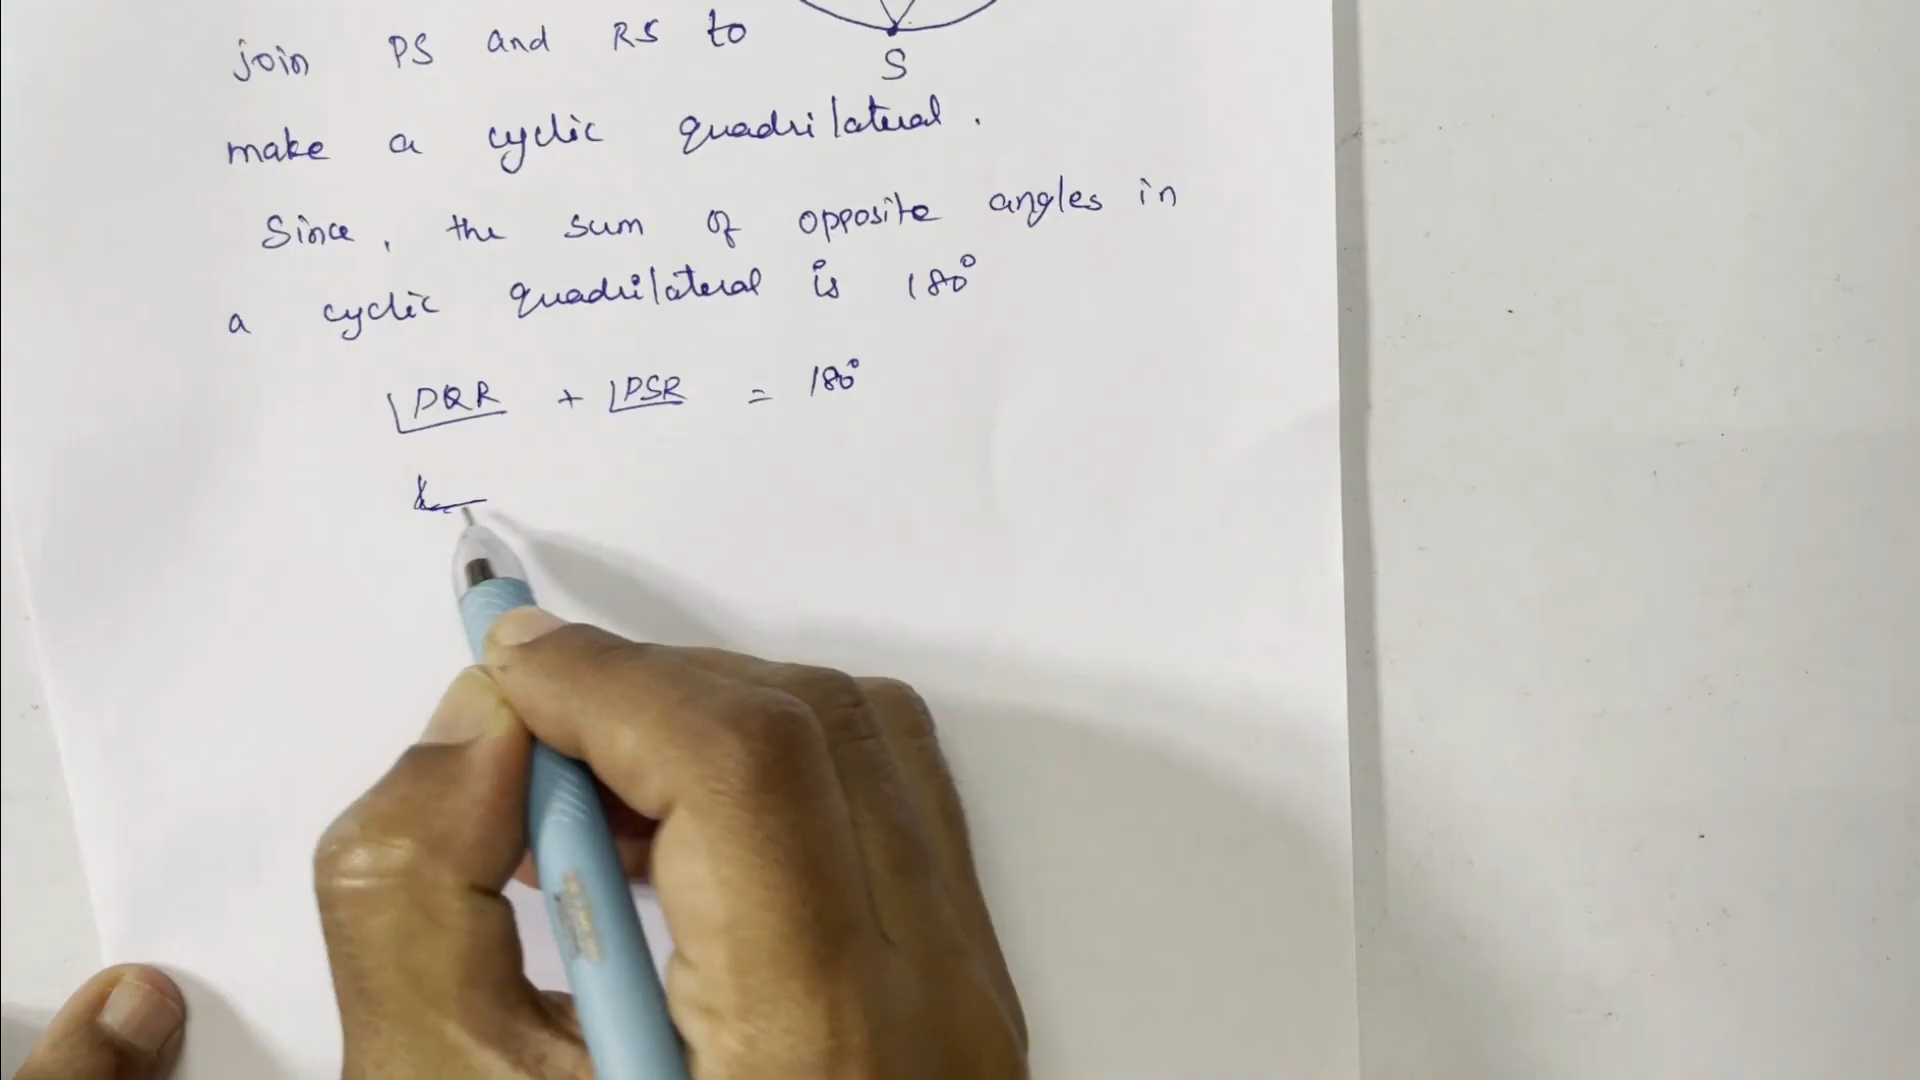 S
join PS and RS to
make a cyclic quadrilateral.
Since, the sum of opposite angles in
a cyclic quadrilateral is 180°
∠PQR + ∠PSR = 180°